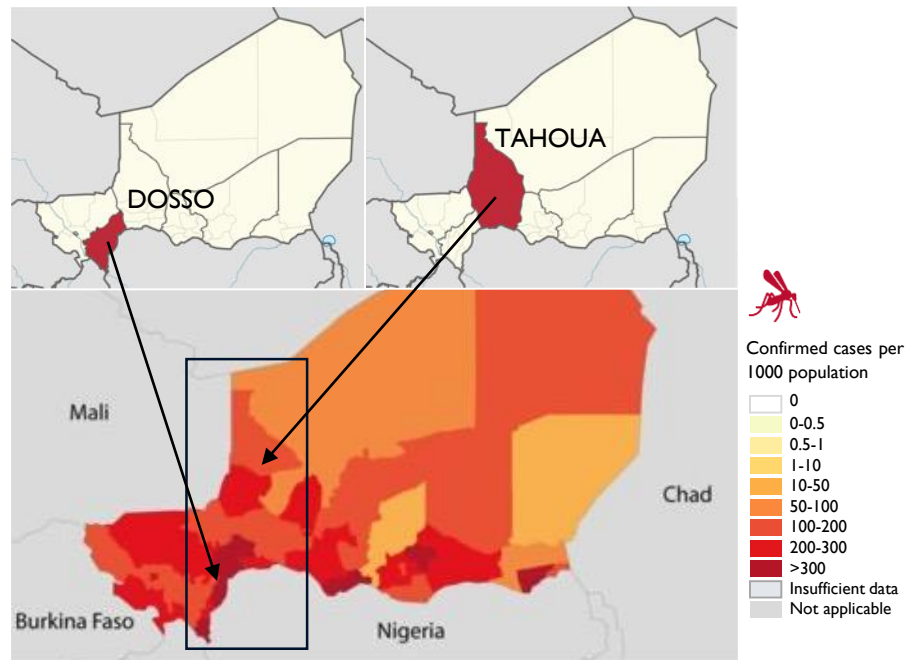 DOSSO
TAHOUA
Mali
Chad
Burkina Faso
Nigeria
Confirmed cases per
1000 population
0
0-0.5
0.5-1
1-10
10-50
50-100
100-200
200-300
>300
Insufficient data
Not applicable